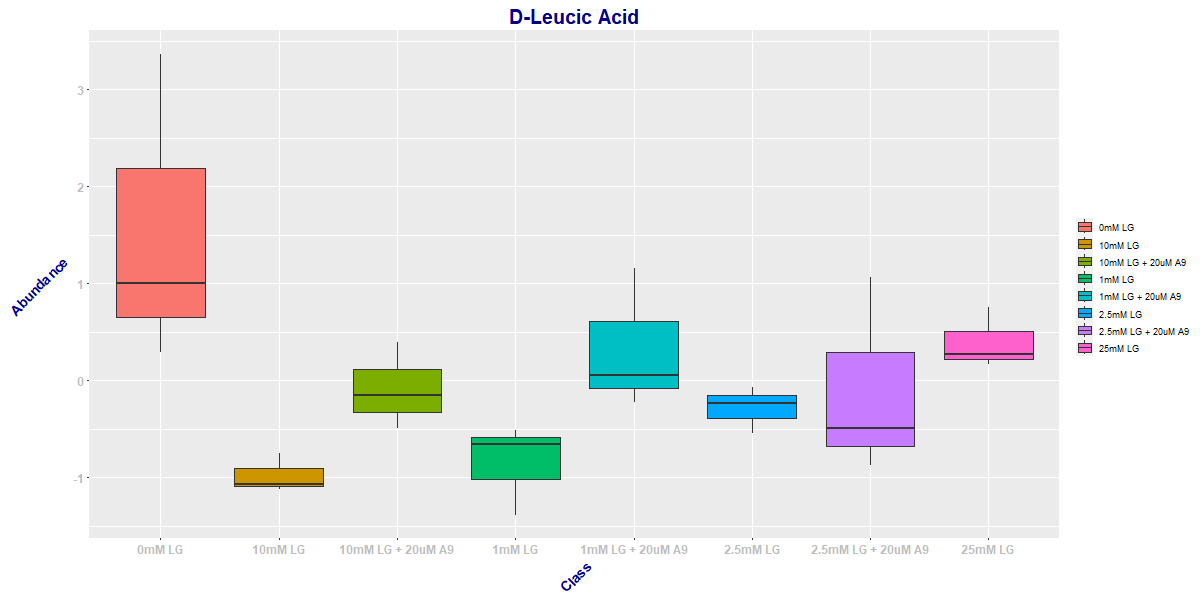 D-Leucic Acid
Abundance
3
2
1
0
-1
0mM LG
10mM LG
10mM LG + 20uM A9
1mM LG
1mM LG + 20uM A9
2.5mM LG
2.5mM LG + 20uM A9
25mM LG
Class
0mM LG
10mM LG
10mM LG + 20uM A9
1mM LG
1mM LG + 20uM A9
2.5mM LG
2.5mM LG + 20uM A9
25mM LG